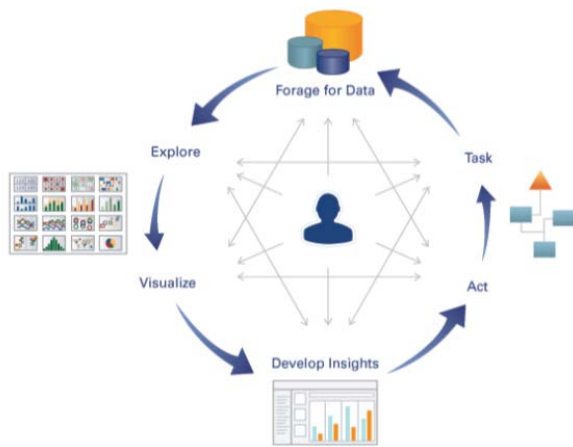 Forage for Data
Explore
Task
Visualize
Act
Develop Insights